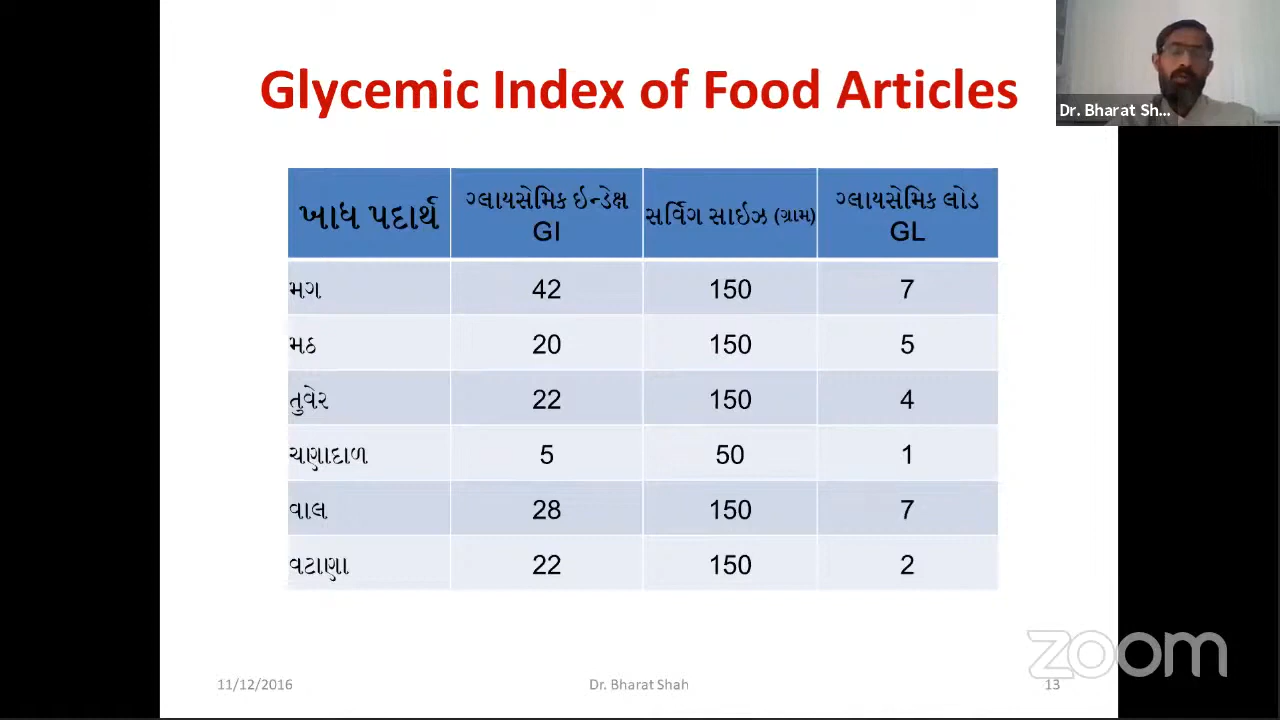 Glycemic Index of Food Articles
Dr. Bharat Sh...
ખાદ્ય પદાર્થ ગ્લાયસેમિક ઇન્ડેક્ષ GI સર્વિગ સાઇઝ (ગ્રામ) ગ્લાયસેમિક લોડ GL
મગ 42 150 7
મઠ 20 150 5
તુવેર 22 150 4
ચણાદાળ 5 50 1
વાલ 28 150 7
વટાણા 22 150 2
zoom
11/12/2016 Dr. Bharat Shah 13